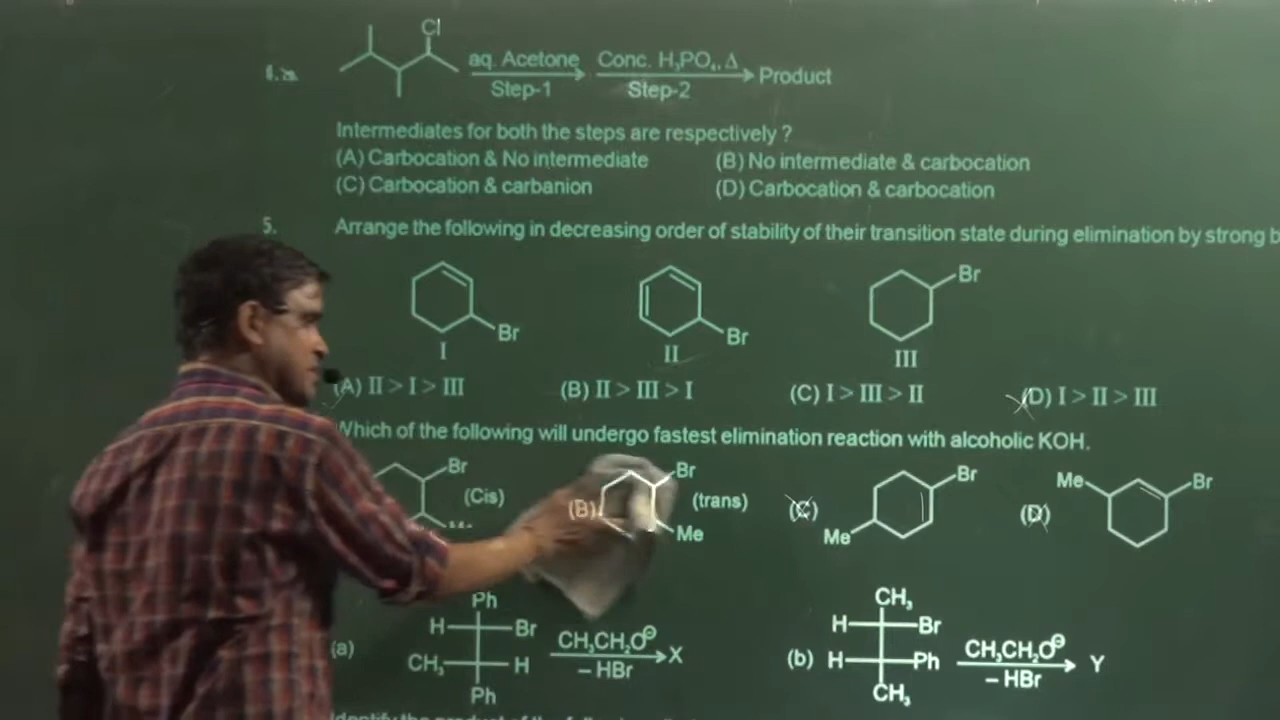 Cl
aq. Acetone Conc. H₃PO₄, Δ
Step-1 Step-2 Product
Intermediates for both the steps are respectively ?
(A) Carbocation & No intermediate (B) No intermediate & carbocation
(C) Carbocation & carbanion (D) Carbocation & carbocation
5. Arrange the following in decreasing order of stability of their transition state during elimination by strong
Br Br Br
I II III
(A) II > I > III (B) II > III > I (C) I > III > II (D) I > II > III
Which of the following will undergo fastest elimination reaction with alcoholic KOH.
Br (Cis) (B) Br (trans) Me (C) Br Me (D) Me Br
(a) Ph H Br CH₃ H Ph CH₃CH₂O⊖ – HBr X (b) CH₃ H Br H Ph CH₃ CH₃CH₂O⊖ – HBr Y